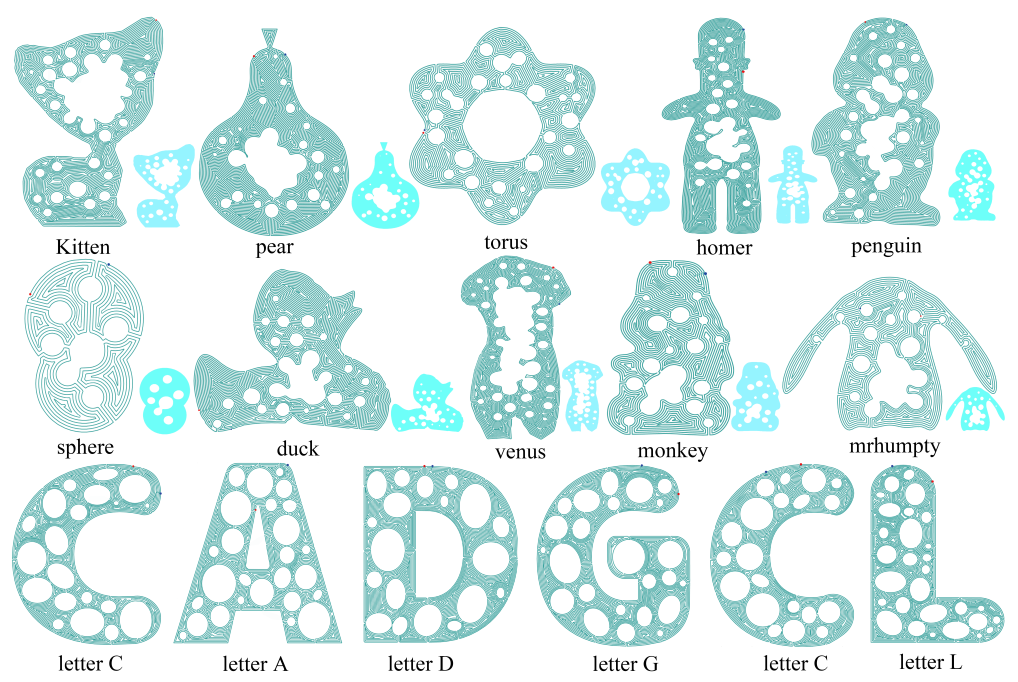 Kitten
pear
torus
homer
penguin
sphere
duck
venus
monkey
mrhumpty
letter C
letter A
letter D
letter G
letter C
letter L